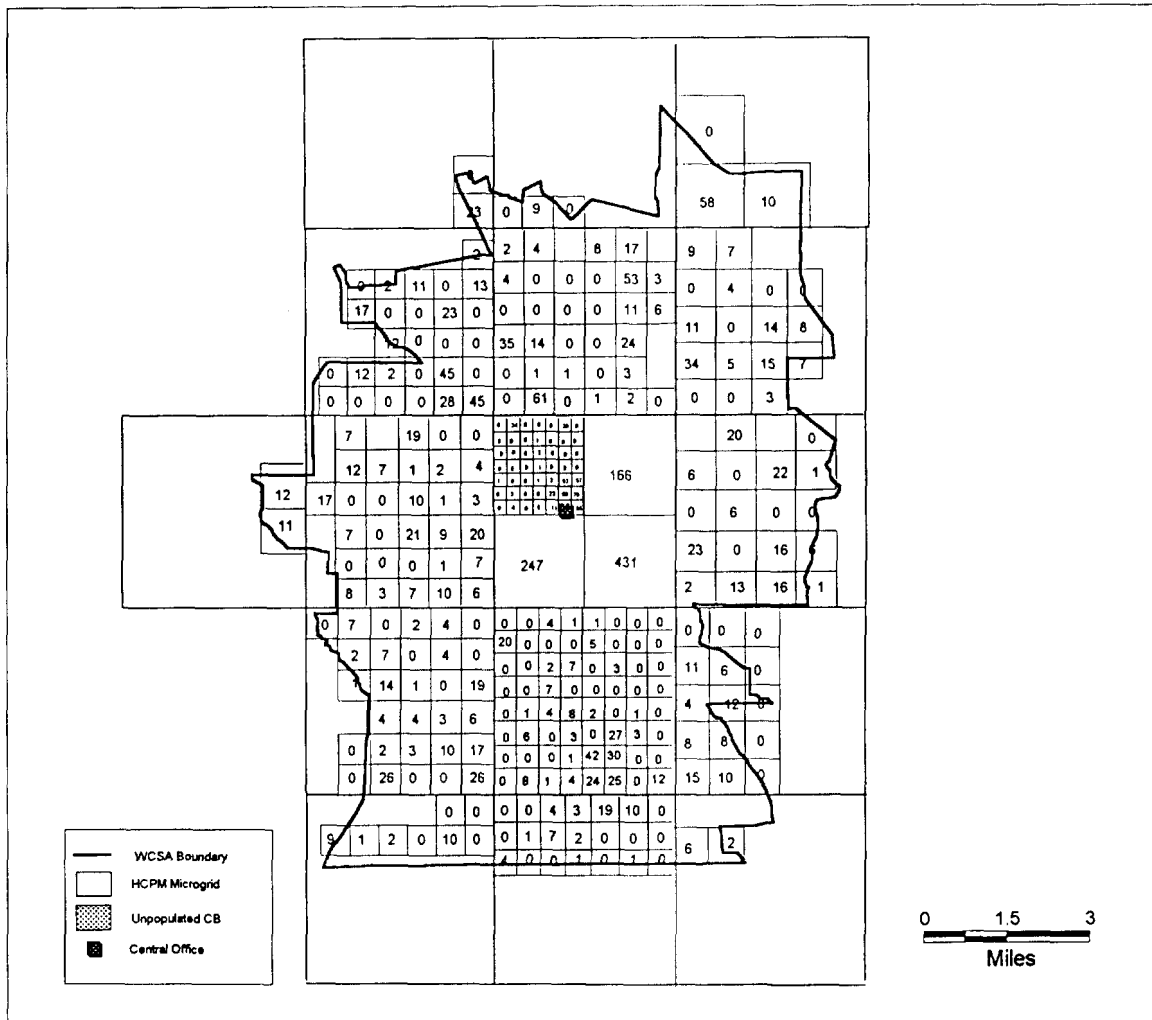 0
58 10
23 0 9 0
2 2 4 8 17 9 7
0 2 11 0 13 4 0 0 0 53 3 0 4 0 0
17 0 0 23 0 0 0 0 0 11 6 11 0 14 8
12 0 0 0 35 14 0 0 24 34 5 15 7
0 12 2 0 45 0 0 1 1 0 3
0 0 0 0 28 45 0 61 0 1 2 0 0 0 3
7 19 0 0 20 0
12 7 1 2 4 166 6 0 22 1
12 17 0 0 10 1 3 0 6 0 0
11 7 0 21 9 20 23 0 16
0 0 0 1 7 247 431
8 3 7 10 6 2 13 16 1
0 7 0 2 4 0 0 0 4 1 1 0 0 0 0 0 0
20 0 0 0 5 0 0 0
2 7 0 4 0 0 0 2 7 0 3 0 0 11 6 0
14 1 0 19 0 0 7 0 0 0 0 0
4 4 3 6 0 1 4 8 2 0 1 0 4 12
0 6 0 3 0 27 3 0 8 8 0
0 2 3 10 17 0 0 0 1 42 30 0 0
0 26 0 0 26 0 8 1 4 24 25 0 12 15 10 0
0 0 0 0 4 3 19 10 0
9 1 2 0 10 0 0 1 7 2 0 0 0 6 2
4 0 0 1 0 1 0
WCSA Boundary
HCPM Microgrid
Unpopulated CB
Central Office
0 1.5 3
Miles